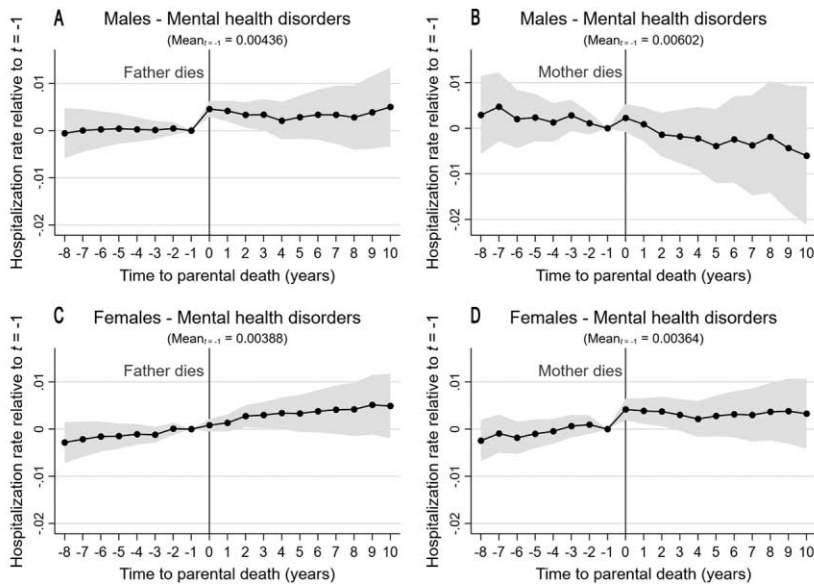 A Males - Mental health disorders
(Mean t = -1 = 0.00436)
Father dies
Hospitalization rate relative to t = -1
.01
0
-.01
-.02
-8 -7 -6 -5 -4 -3 -2 -1 0 1 2 3 4 5 6 7 8 9 10
Time to parental death (years)
B Males - Mental health disorders
(Mean t = -1 = 0.00602)
Mother dies
Hospitalization rate relative to t = -1
.01
0
-.01
-.02
-8 -7 -6 -5 -4 -3 -2 -1 0 1 2 3 4 5 6 7 8 9 10
Time to parental death (years)
C Females - Mental health disorders
(Mean t = -1 = 0.00388)
Father dies
Hospitalization rate relative to t = -1
.01
0
-.01
-.02
-8 -7 -6 -5 -4 -3 -2 -1 0 1 2 3 4 5 6 7 8 9 10
Time to parental death (years)
D Females - Mental health disorders
(Mean t = -1 = 0.00364)
Mother dies
Hospitalization rate relative to t = -1
.01
0
-.01
-.02
-8 -7 -6 -5 -4 -3 -2 -1 0 1 2 3 4 5 6 7 8 9 10
Time to parental death (years)